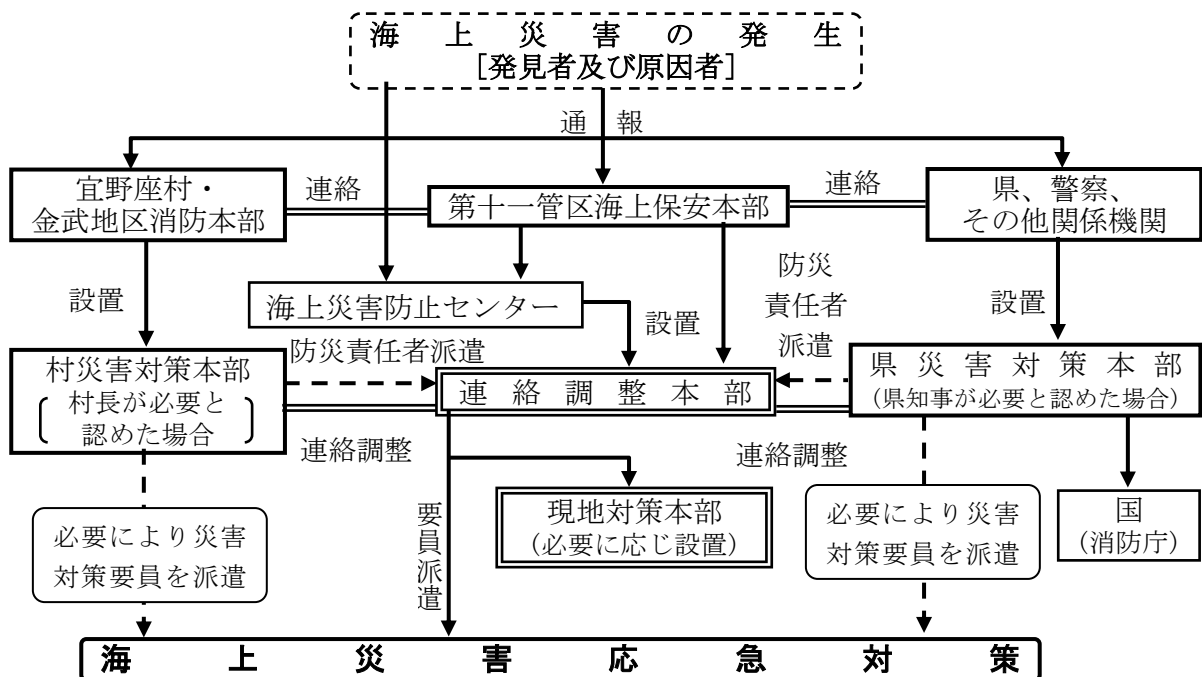 海上災害の発生
[発見者及び原因者]
通報
宜野座村・
金武地区消防本部
連絡
第十一管区海上保安本部
連絡
県、警察、
その他関係機関
設置
海上災害防止センター
設置
防災
責任者
派遣
設置
防災責任者派遣
村災害対策本部
村長が必要と
認めた場合
連絡調整本部
県災害対策本部
(県知事が必要と認めた場合)
連絡調整
連絡調整
要員派遣
現地対策本部
(必要に応じ設置)
国
(消防庁)
必要により災害
対策要員を派遣
必要により災害
対策要員を派遣
海上災害応急対策